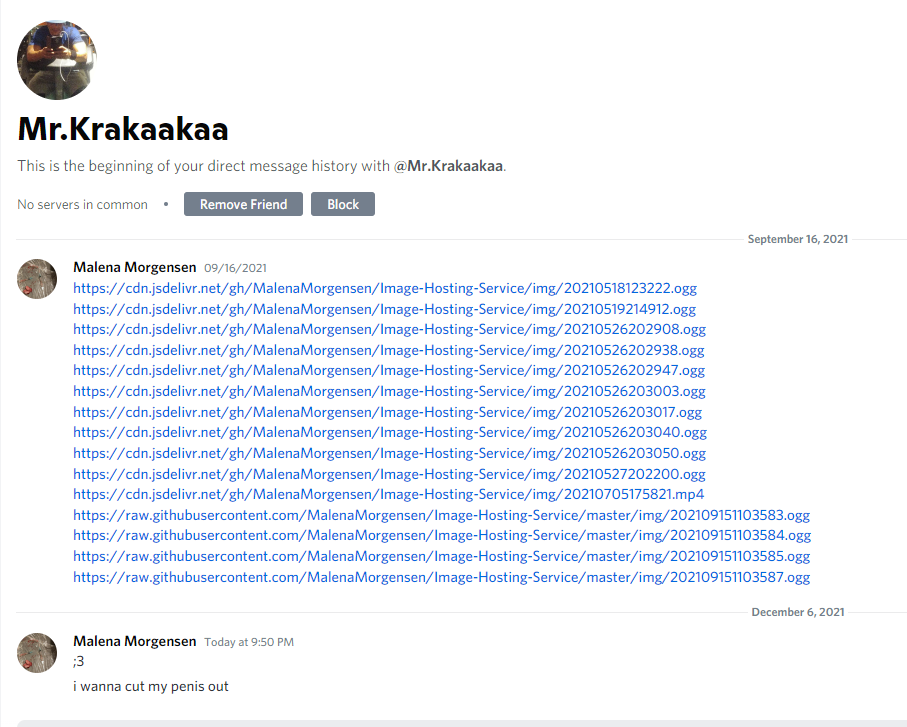 Mr.Krakaakaa
This is the beginning of your direct message history with @Mr.Krakaakaa.
No servers in common • Remove Friend Block
September 16, 2021
Malena Morgensen 09/16/2021
https://cdn.jsdelivr.net/gh/MalenaMorgensen/Image-Hosting-Service/img/20210518123222.ogg
https://cdn.jsdelivr.net/gh/MalenaMorgensen/Image-Hosting-Service/img/20210519214912.ogg
https://cdn.jsdelivr.net/gh/MalenaMorgensen/Image-Hosting-Service/img/20210526202908.ogg
https://cdn.jsdelivr.net/gh/MalenaMorgensen/Image-Hosting-Service/img/20210526202938.ogg
https://cdn.jsdelivr.net/gh/MalenaMorgensen/Image-Hosting-Service/img/20210526202947.ogg
https://cdn.jsdelivr.net/gh/MalenaMorgensen/Image-Hosting-Service/img/20210526203003.ogg
https://cdn.jsdelivr.net/gh/MalenaMorgensen/Image-Hosting-Service/img/20210526203017.ogg
https://cdn.jsdelivr.net/gh/MalenaMorgensen/Image-Hosting-Service/img/20210526203040.ogg
https://cdn.jsdelivr.net/gh/MalenaMorgensen/Image-Hosting-Service/img/20210526203050.ogg
https://cdn.jsdelivr.net/gh/MalenaMorgensen/Image-Hosting-Service/img/20210527202200.ogg
https://cdn.jsdelivr.net/gh/MalenaMorgensen/Image-Hosting-Service/img/20210705175821.mp4
https://raw.githubusercontent.com/MalenaMorgensen/Image-Hosting-Service/master/img/202109151103583.ogg
https://raw.githubusercontent.com/MalenaMorgensen/Image-Hosting-Service/master/img/202109151103584.ogg
https://raw.githubusercontent.com/MalenaMorgensen/Image-Hosting-Service/master/img/202109151103585.ogg
https://raw.githubusercontent.com/MalenaMorgensen/Image-Hosting-Service/master/img/202109151103587.ogg
December 6, 2021
Malena Morgensen Today at 9:50 PM
;3
i wanna cut my penis out